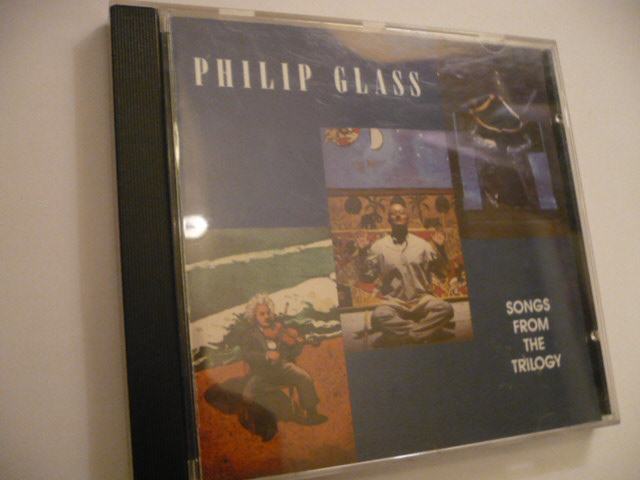 PHILIP GLASS
SONGS
FROM
THE
TRILOGY